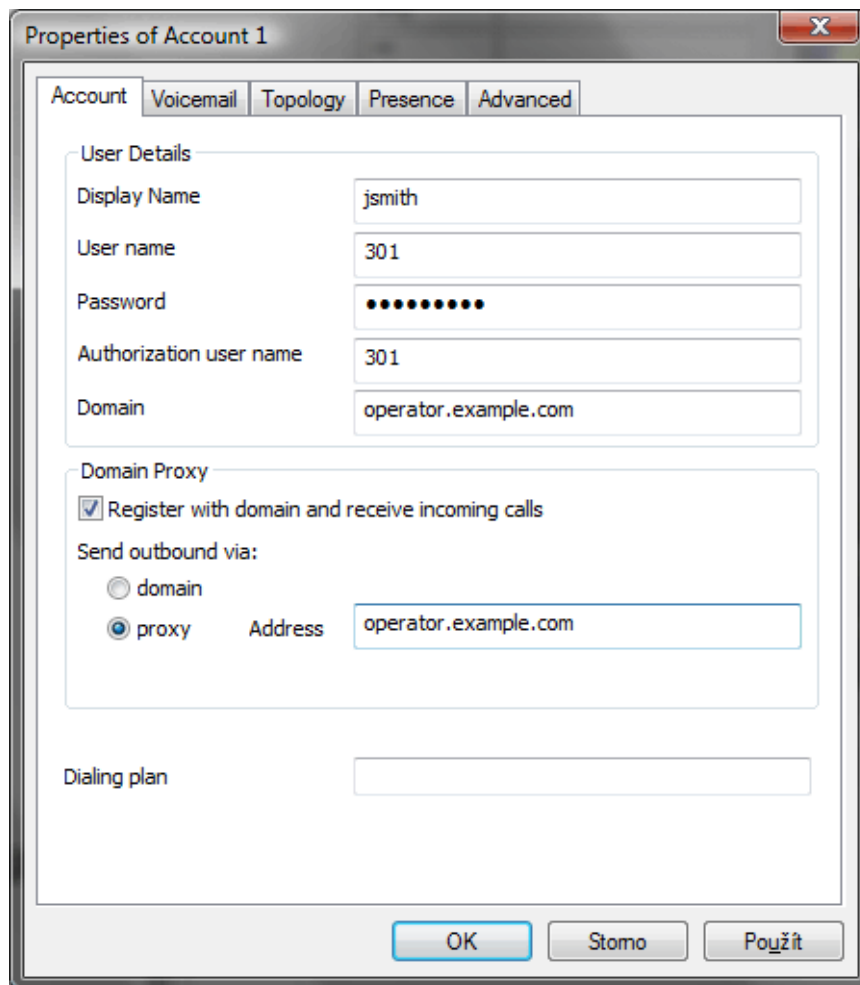 Properties of Account 1
Account Voicemail Topology Presence Advanced
User Details
Display Name jsmith
User name 301
Password •••••••••
Authorization user name 301
Domain operator.example.com
Domain Proxy
Register with domain and receive incoming calls
Send outbound via:
domain
proxy Address operator.example.com
Dialing plan
OK Storno Použít